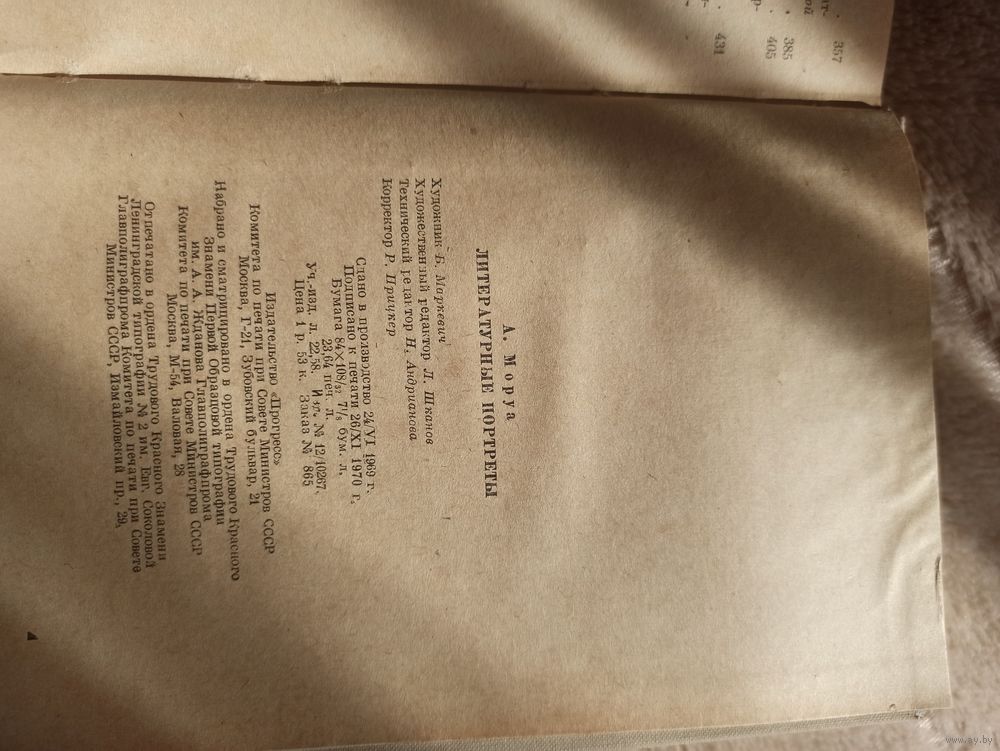 357
385
405
431
А. Моруа
ЛИТЕРАТУРНЫЕ ПОРТРЕТЫ
Художник Б. Маркевич
Художественный редактор Л. Шканов
Технический редактор Н. Андрианова
Корректор Р. Прицкер
Сдано в производство 24/VI 1969 г.
Подписано к печати 26/XI 1970 г.
Бумага 84×108/32 7 1/8 бум. л.
23,64 печ. л.
Уч.-изд. л. 22,58. Изд. № 12/10267.
Цена 1 р. 53 к. Заказ № 865
Издательство «Прогресс»
Комитета по печати при Совете Министров СССР
Москва, Г-21, Зубовский бульвар, 21
Набрано и сматрицировано в ордена Трудового Красного
Знамени Первой Образцовой типографии
им. А. А. Жданова Главполиграфпрома
Комитета по печати при Совете Министров СССР
Москва, М-54, Валовая, 28
Отпечатано в ордена Трудового Красного Знамени
Ленинградской типографии № 2 им. Евг. Соколовой
Главполиграфпрома Комитета по печати при Совете
Министров СССР, Измайловский пр., 29.
www.ay.by